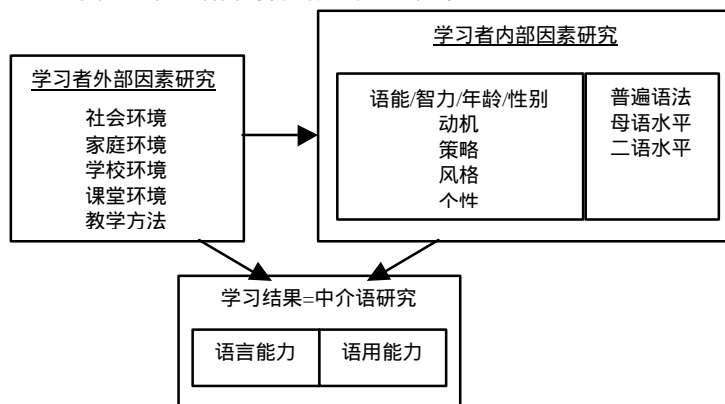 学习者外部因素研究
社会环境
家庭环境
学校环境
课堂环境
教学方法
学习者内部因素研究
语能/智力/年龄/性别
动机
策略
风格
个性
普遍语法
母语水平
二语水平
学习结果=中介语研究
语言能力
语用能力